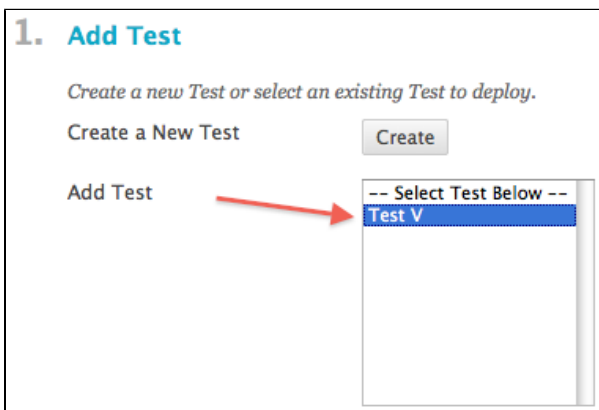 1. Add Test
Create a new Test or select an existing Test to deploy.
Create a New Test
Create
Add Test
-- Select Test Below --
Test V